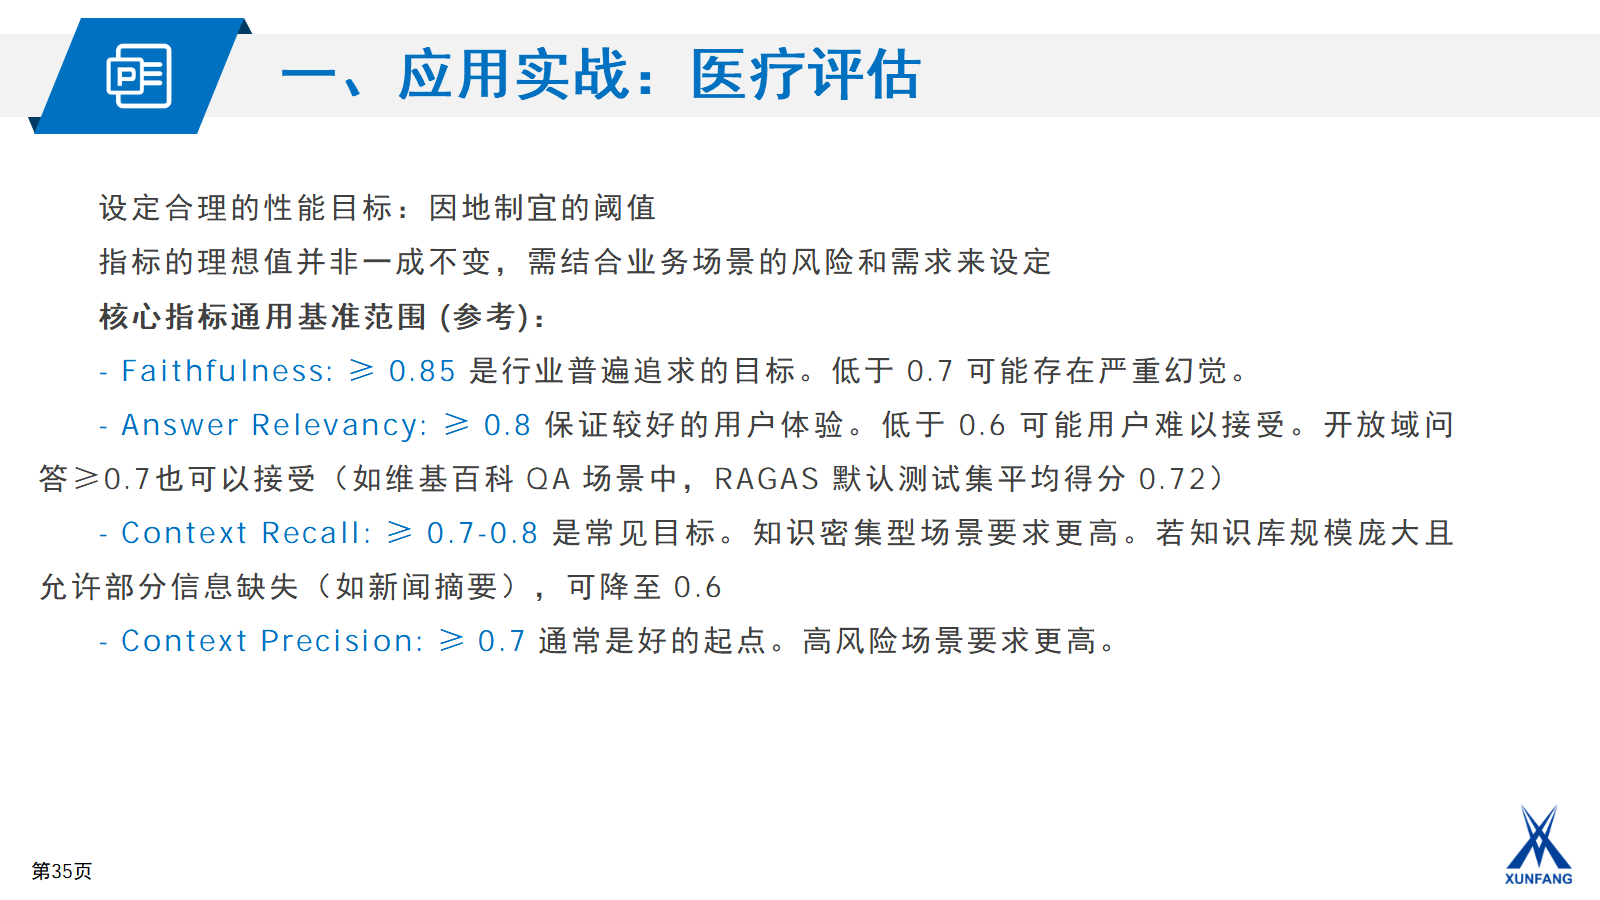 一、应用实战：医疗评估
设定合理的性能目标：因地制宜的阈值
指标的理想值并非一成不变，需结合业务场景的风险和需求来设定
核心指标通用基准范围 (参考)：
- Faithfulness: ≥ 0.85 是行业普遍追求的目标。低于 0.7 可能存在严重幻觉。
- Answer Relevancy: ≥ 0.8 保证较好的用户体验。低于 0.6 可能用户难以接受。开放域问
答≥0.7也可以接受（如维基百科 QA 场景中，RAGAS 默认测试集平均得分 0.72）
- Context Recall: ≥ 0.7-0.8 是常见目标。知识密集型场景要求更高。若知识库规模庞大且
允许部分信息缺失（如新闻摘要），可降至 0.6
- Context Precision: ≥ 0.7 通常是好的起点。高风险场景要求更高。
第35页
XUNFANG